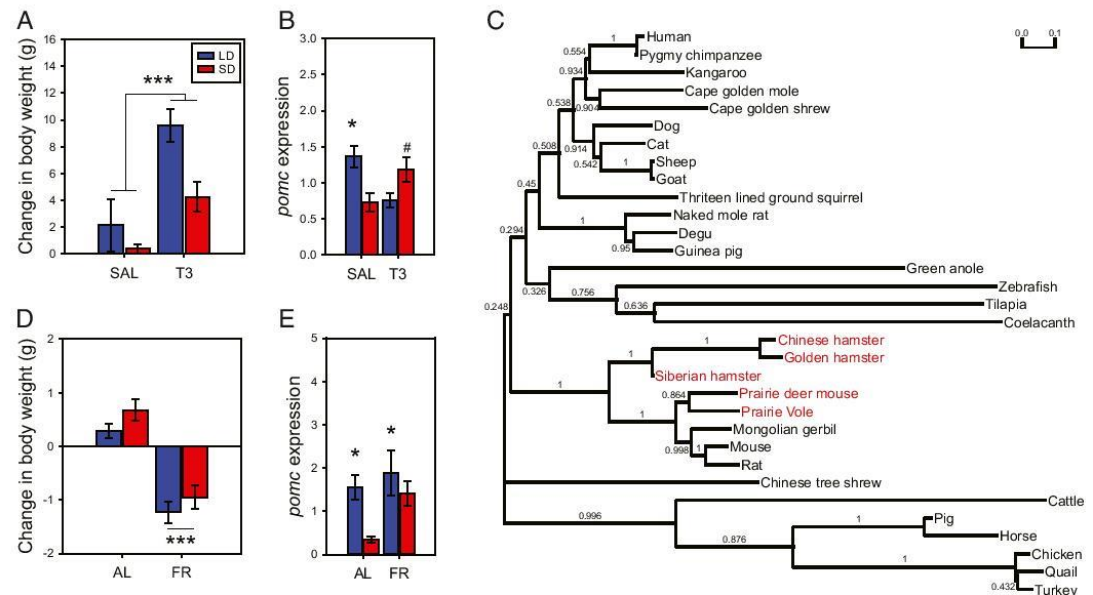 A
Change in body weight (g)
16
14
12
10
8
6
4
2
0
LD
SD
***
SAL
T3
B
pomc expression
3.0
2.5
2.0
1.5
1.0
0.5
0.0
*
#
SAL
T3
C
0.0
0.1
Human
Pygmy chimpanzee
Kangaroo
Cape golden mole
Cape golden shrew
Dog
Cat
Sheep
Goat
Thriteen lined ground squirrel
Naked mole rat
Degu
Guinea pig
Green anole
Zebrafish
Tilapia
Coelacanth
Chinese hamster
Golden hamster
Siberian hamster
Prairie deer mouse
Prairie Vole
Mongolian gerbil
Mouse
Rat
Chinese tree shrew
Cattle
Pig
Horse
Chicken
Quail
Turkey
1
0.554
0.934
0.904
0.538
0.914
0.542
1
0.508
0.45
1
0.95
0.294
0.326
0.756
0.636
0.248
1
1
1
1
0.864
0.998
1
0.996
0.876
1
1
0.432
D
Change in body weight (g)
2
1
0
-1
-2
***
AL
FR
E
pomc expression
5
4
3
2
1
0
*
*
AL
FR